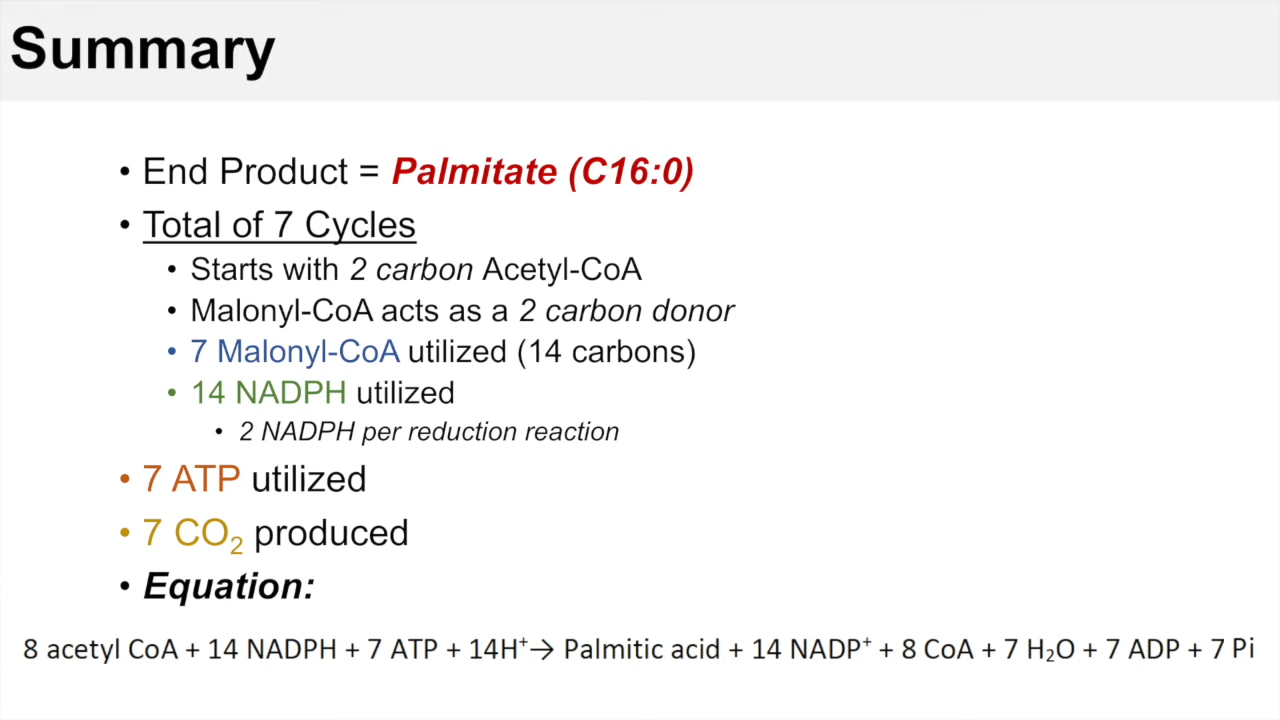 Summary
• End Product = Palmitate (C16:0)
• Total of 7 Cycles
• Starts with 2 carbon Acetyl-CoA
• Malonyl-CoA acts as a 2 carbon donor
• 7 Malonyl-CoA utilized (14 carbons)
• 14 NADPH utilized
• 2 NADPH per reduction reaction
• 7 ATP utilized
• 7 CO₂ produced
• Equation:
8 acetyl CoA + 14 NADPH + 7 ATP + 14H⁺→ Palmitic acid + 14 NADP⁺ + 8 CoA + 7 H₂O + 7 ADP + 7 Pi